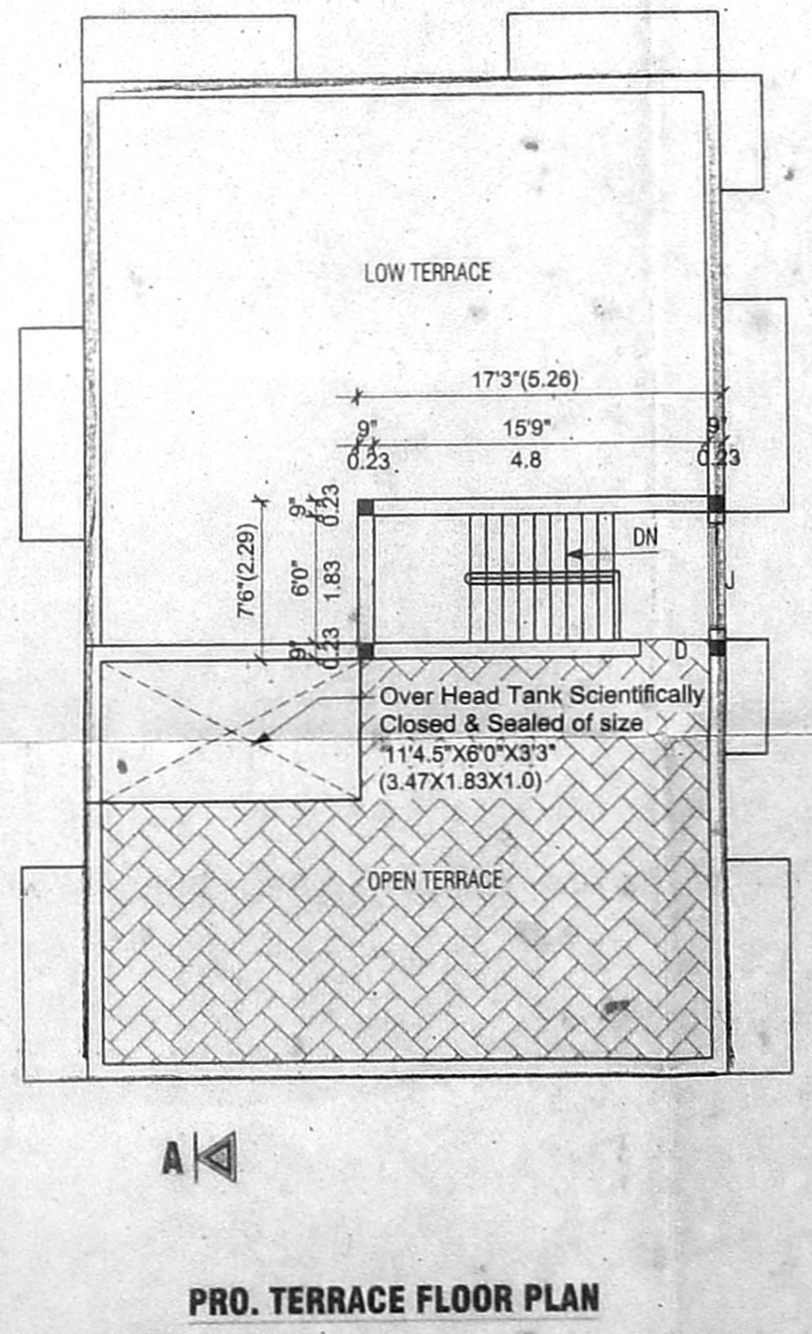 LOW TERRACE
17'3"(5.26)
9" 15'9" 9"
0.23 4.8 0.23
9"
0.23
7'6"(2.29)
6'0"
1.83
9"
0.23
DN
J
D
Over Head Tank Scientifically
Closed & Sealed of size
"11'4.5"X6'0"X3'3"
(3.47X1.83X1.0)
OPEN TERRACE
A
PRO. TERRACE FLOOR PLAN